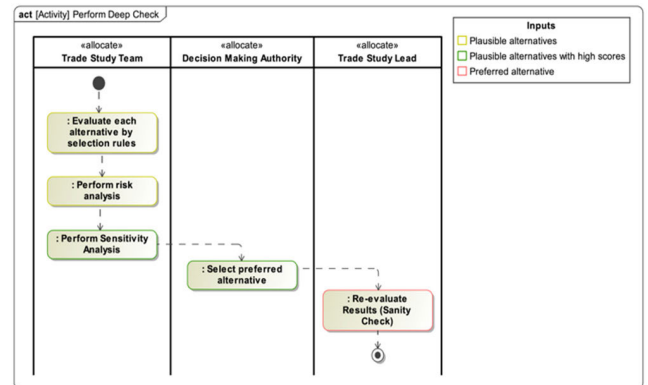 act [Activity] Perform Deep Check
Inputs
Plausible alternatives
Plausible alternatives with high scores
Preferred alternative
«allocate»
Trade Study Team
«allocate»
Decision Making Authority
«allocate»
Trade Study Lead
: Evaluate each
alternative by
selection rules
: Perform risk
analysis
: Perform Sensitivity
Analysis
: Select preferred
alternative
: Re-evaluate
Results (Sanity
Check)